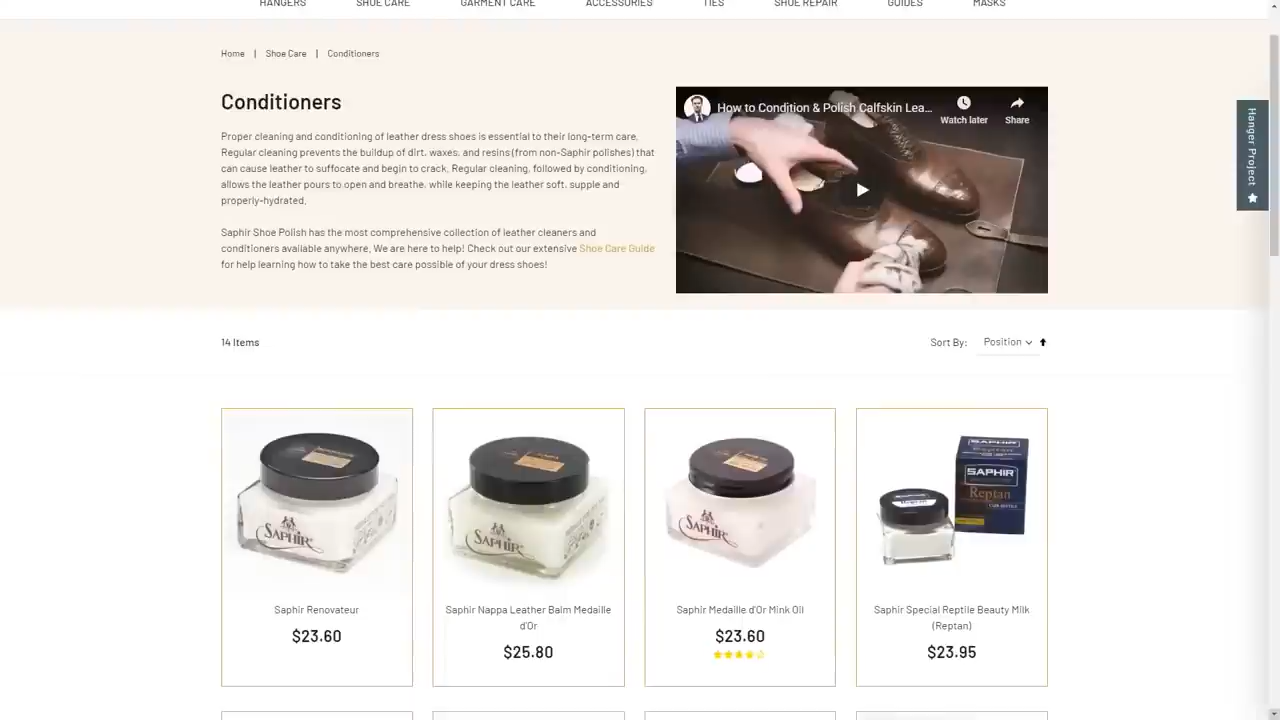 HANGERS SHOE CARE GARMENT CARE ACCESSORIES TIES SHOE REPAIR GUIDES MASKS
Home | Shoe Care | Conditioners
Conditioners
Proper cleaning and conditioning of leather dress shoes is essential to their long-term care.
Regular cleaning prevents the buildup of dirt, waxes, and resins (from non-Saphir polishes) that
can cause leather to suffocate and begin to crack. Regular cleaning, followed by conditioning,
allows the leather pours to open and breathe, while keeping the leather soft, supple and
properly-hydrated.
Saphir Shoe Polish has the most comprehensive collection of leather cleaners and
conditioners available anywhere. We are here to help! Check out our extensive Shoe Care Guide
for help learning how to take the best care possible of your dress shoes!
How to Condition & Polish Calfskin Lea...
Watch later
Share
Hanger Project
14 Items
Sort By: Position
SAPHIR
SAPHIR
SAPHIR
SAPHIR
SAPHIR
Reptan
Saphir Renovateur
$23.60
Saphir Nappa Leather Balm Medaille
d'Or
$25.80
Saphir Medaille d'Or Mink Oil
$23.60
Saphir Special Reptile Beauty Milk
(Reptan)
$23.95